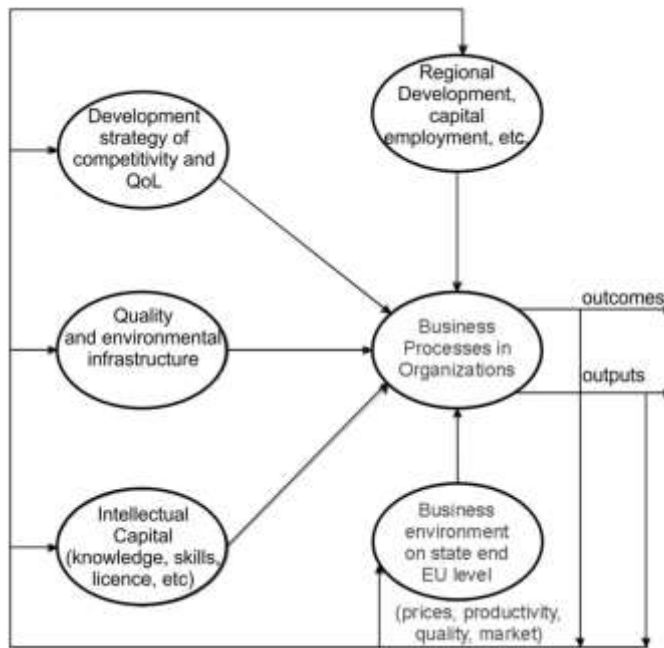 Regional
Development,
capital
employment, etc.
Development
strategy of
competitivity and
QoL
outcomes
Quality
and environmental
infrastructure
Business
Processes in
Organizations
outputs
Intellectual
Capital
(knowledge, skills,
licence, etc)
Business
environment
on state end
EU level
(prices, productivity,
quality, market)